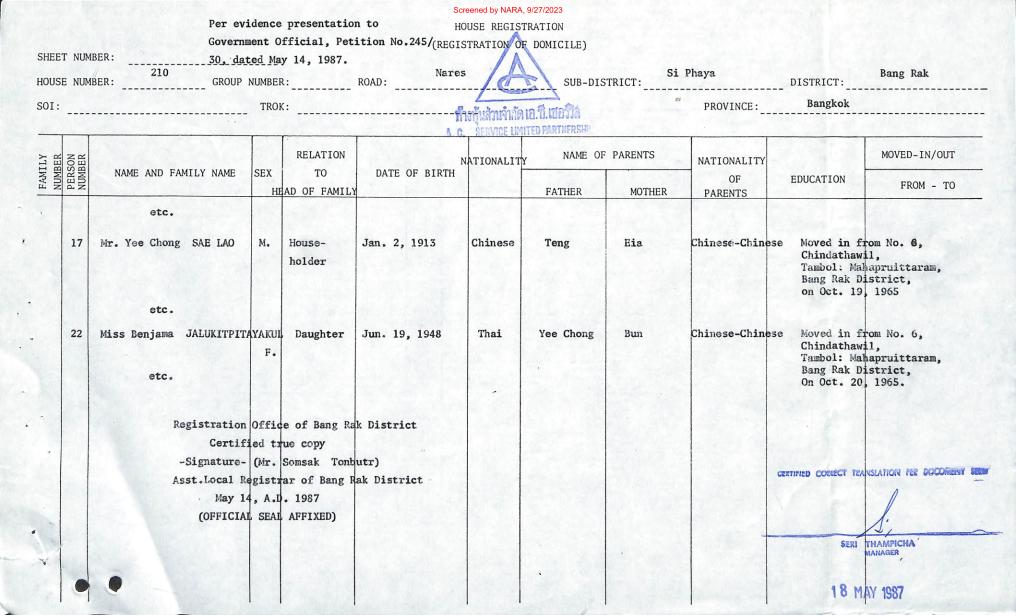 Screened by NARA, 9/27/2023
Per evidence presentation to
Government Official, Petition No.245/
30, dated May 14, 1987.
HOUSE REGISTRATION
(REGISTRATION OF DOMICILE)
SHEET NUMBER:
HOUSE NUMBER: 210 GROUP NUMBER: ROAD: Nares SUB-DISTRICT: Si Phaya DISTRICT: Bang Rak
SOI: TROK: PROVINCE: Bangkok
AC
ห้างหุ้นส่วนจำกัด เอ.ซี.เซอร์วิส
A. C. SERVICE LIMITED PARTNERSHI
FAMILY NUMBER
PERSON NUMBER
NAME AND FAMILY NAME
SEX
RELATION TO HEAD OF FAMILY
DATE OF BIRTH
NATIONALITY
NAME OF PARENTS
FATHER MOTHER
NATIONALITY OF PARENTS
EDUCATION
MOVED-IN/OUT
FROM - TO
etc.
17 Mr. Yee Chong SAE LAO M. House- Jan. 2, 1913 Chinese Teng Eia Chinese-Chinese Moved in from No. 6,
holder Chindathawil,
Tambol: Mahapruittaram,
Bang Rak District,
on Oct. 19, 1965
etc.
22 Miss Benjama JALUKITPITAYAKUL Daughter Jun. 19, 1948 Thai Yee Chong Bun Chinese-Chinese Moved in from No. 6,
F. Chindathawil,
Tambol: Mahapruittaram,
etc. Bang Rak District,
On Oct. 20, 1965.
Registration Office of Bang Rak District
Certified true copy
-Signature- (Mr. Somsak Tonbutr)
Asst.Local Registrar of Bang Rak District
May 14, A.D. 1987
(OFFICIAL SEAL AFFIXED)
CERTIFIED CORRECT TRANSLATION PER DOCUMENT SEEN
SERI THAMPICHA
MANAGER
18 MAY 1987